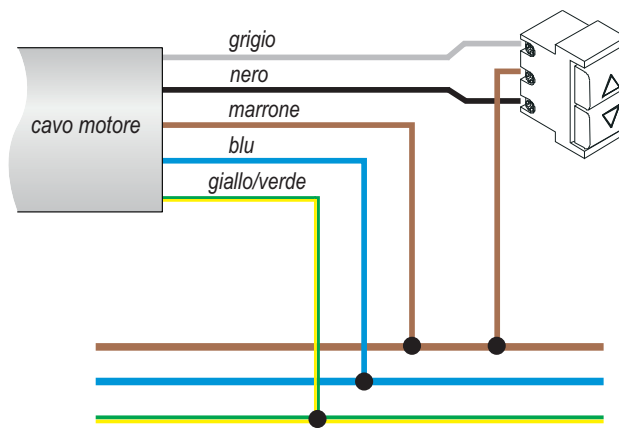 grigio
nero
cavo motore
marrone
blu
giallo/verde